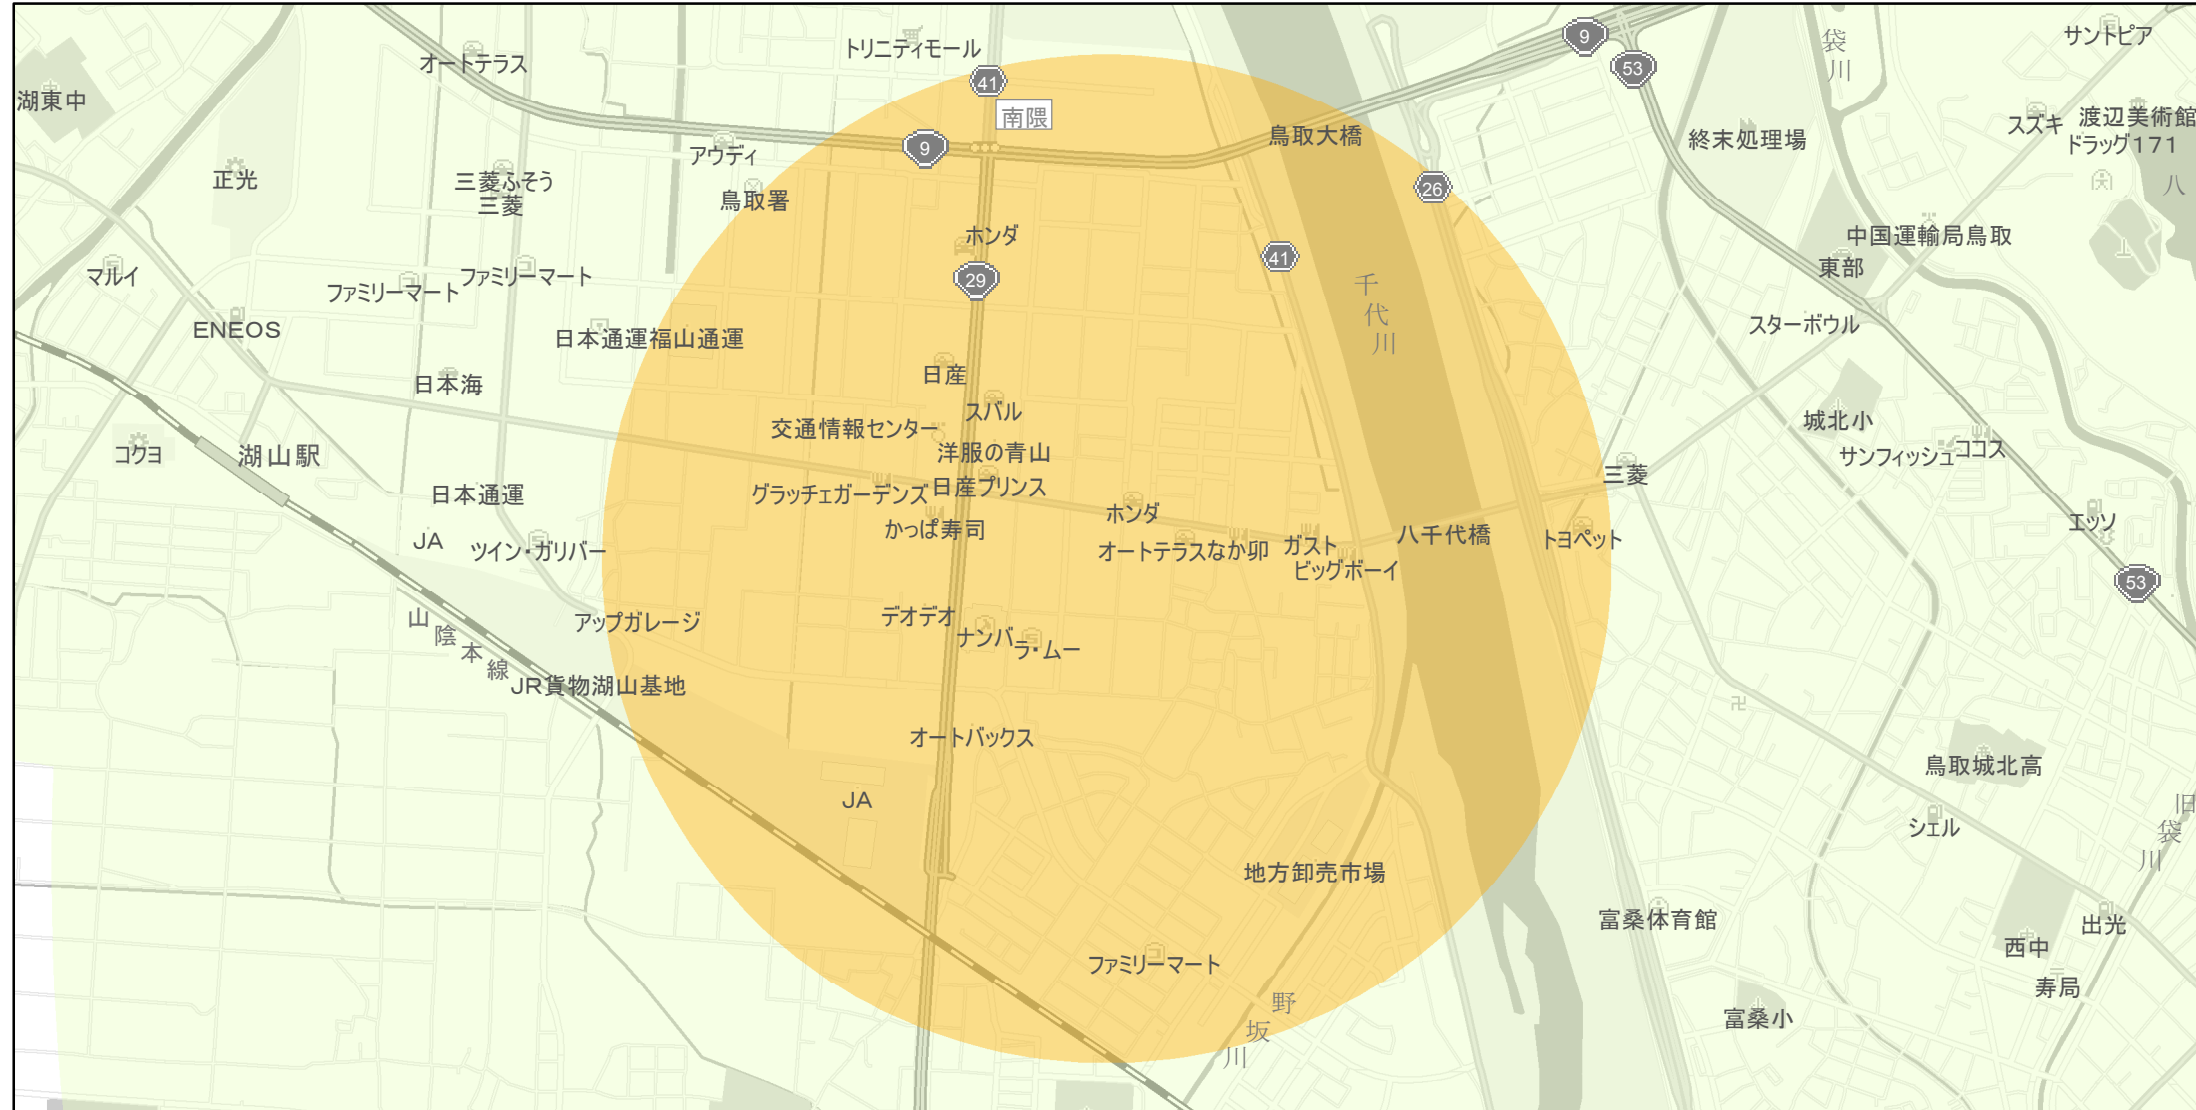 トリニティモール
サントピア
9
オートテラス
53
袋川
湖東中
41
南隈
スズキ
渡辺美術館
ドラッグ171
鳥取大橋
終末処理場
9
アウディ
正光
三菱ふそう
三菱
鳥取署
26
八
ホンダ
中国運輸局鳥取
東部
41
マルイ
ファミリーマート
ファミリーマート
29
千代川
ENEOS
日本通運福山通運
スターボウル
日産
日本海
スバル
交通情報センター
城北小
洋服の青山
コクヨ
湖山駅
サンフィッシュ
ココス
三菱
日本通運
グラッチェガーデンズ
日産プリンス
ホンダ
かっぱ寿司
エッソ
JA
ツイン・ガリバー
オートテラスなか卯
ガスト
八千代橋
トヨペット
ビッグボーイ
53
山陰本線
アップガレージ
デオデオ
ナンバ
ラ・ムー
JR貨物湖山基地
オートバックス
鳥取城北高
JA
シェル
旧袋川
地方卸売市場
富桑体育館
出光
西中
ファミリーマート
寿局
野坂川
富桑小